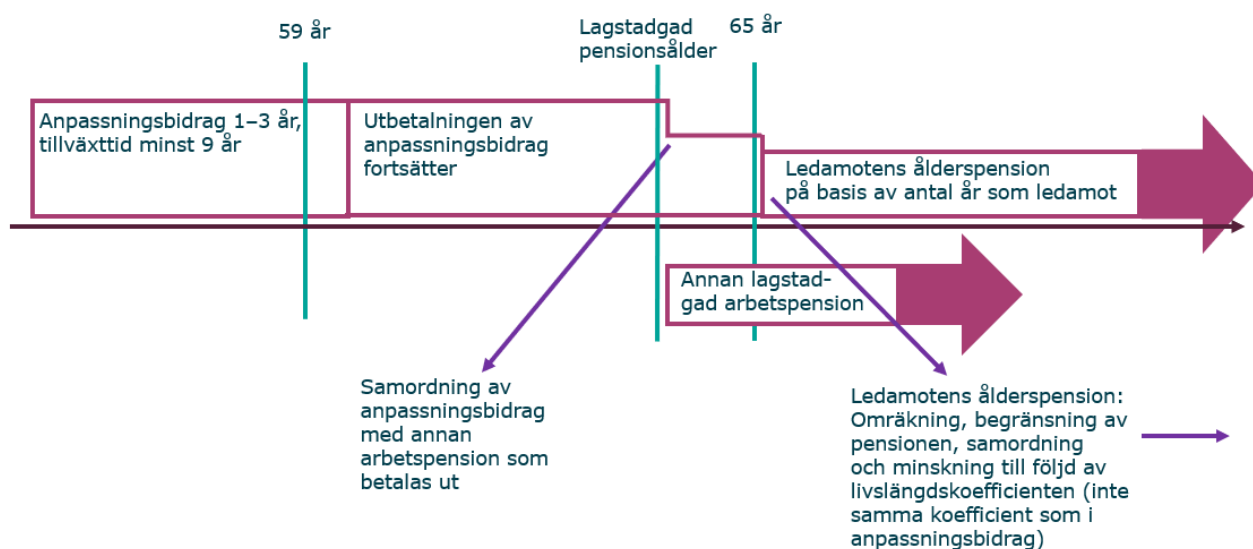 59 år
Lagstadgad
pensionsålder
65 år
Anpassningsbidrag 1–3 år,
tillväxttid minst 9 år
Utbetalningen av
anpassningsbidrag
fortsätter
Ledamotens ålderspension
på basis av antal år som ledamot
Annan lagstad-
gad arbetspension
Samordning av
anpassningsbidrag
med annan
arbetspension som
betalas ut
Ledamotens ålderspension:
Omräkning, begränsning av
pensionen, samordning
och minskning till följd av
livslängdskoefficienten (inte
samma koefficient som i
anpassningsbidrag)